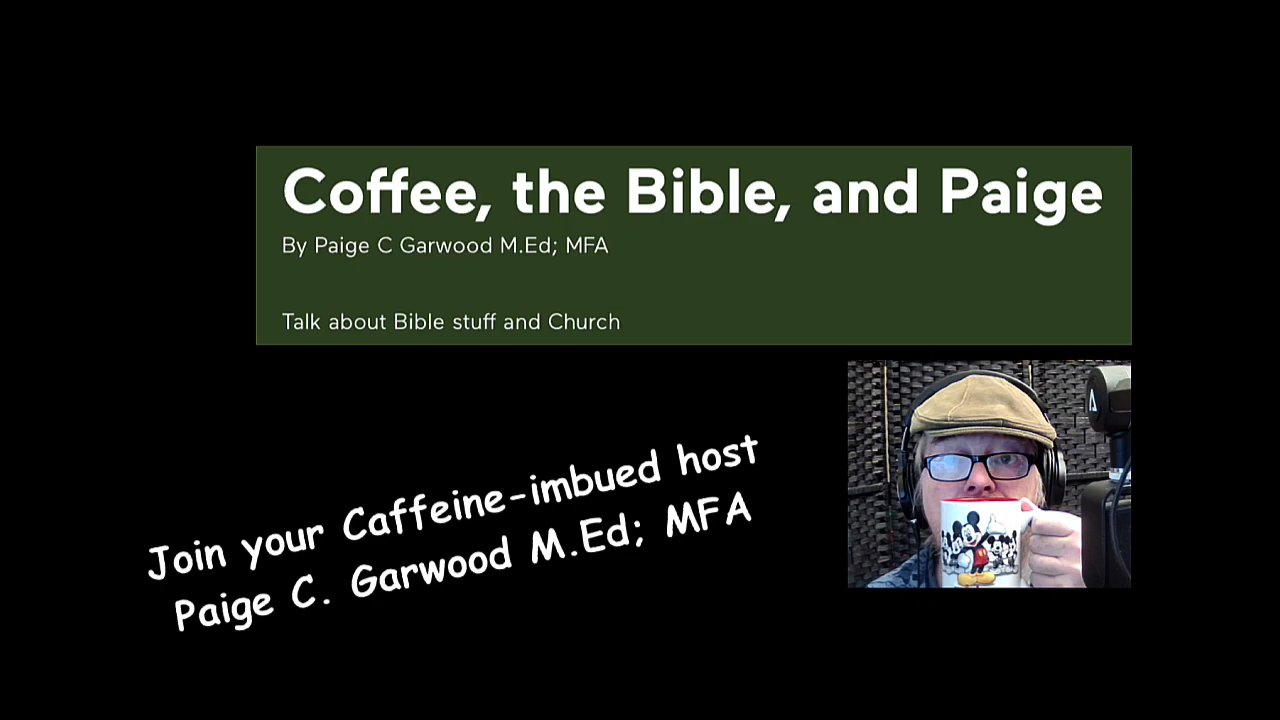 Coffee, the Bible, and Paige
By Paige C Garwood M.Ed; MFA
Talk about Bible stuff and Church
Join your Caffeine-imbued host
Paige C. Garwood M.Ed; MFA